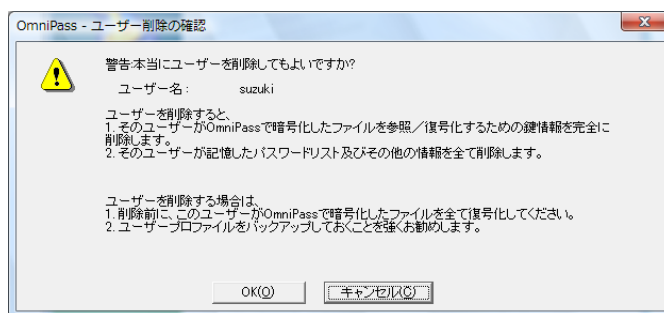 OmniPass - ユーザー削除の確認
警告:本当にユーザーを削除してもよいですか?
ユーザー名: suzuki
ユーザーを削除すると、
1. そのユーザーがOmniPassで暗号化したファイルを参照／復号化するための鍵情報を完全に
削除します。
2. そのユーザーが記憶したパスワードリスト及びその他の情報を全て削除します。
ユーザーを削除する場合は、
1. 削除前に、このユーザーがOmniPassで暗号化したファイルを全て復号化してください。
2. ユーザープロファイルをバックアップしておくことを強くお勧めします。
OK(O) キャンセル(C)